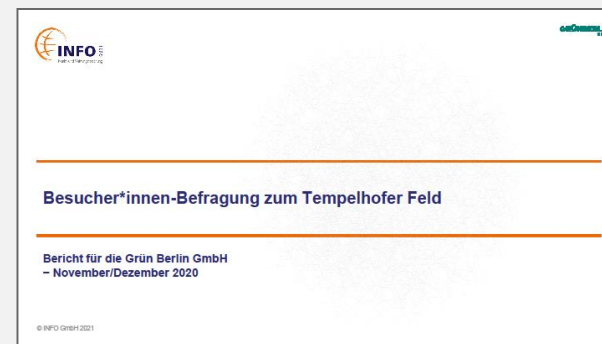 INFO GmbH
Besucher*innen-Befragung zum Tempelhofer Feld
Bericht für die Grün Berlin GmbH
– November/Dezember 2020
© INFO GmbH 2021